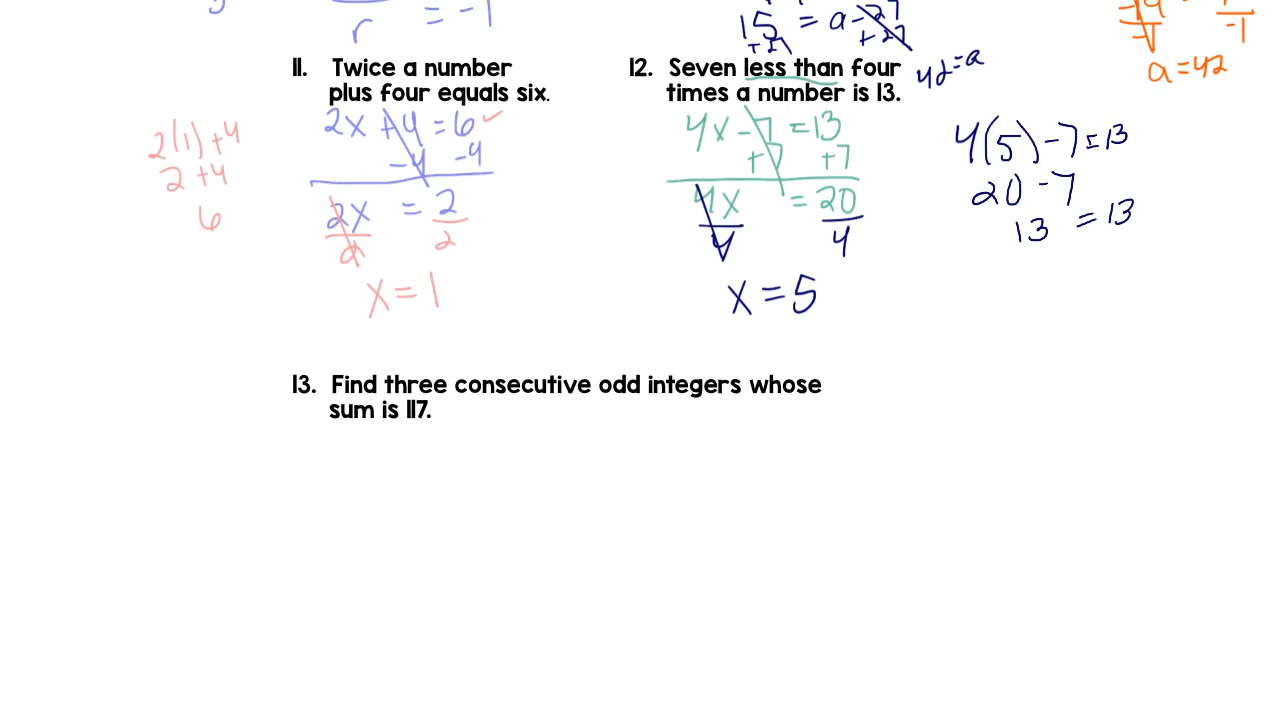 r = -1
15 = a - 27
+27 + 27
42 = a
a = 42
11. Twice a number
plus four equals six.
2x + 4 = 6 ✓
-4 -4
2x = 2
2 2
x = 1
2(1) + 4
2 + 4
6
12. Seven less than four
times a number is 13.
4x - 7 = 13
+7 +7
4x = 20
4 4
x = 5
4(5) - 7 = 13
20 - 7
13 = 13
13. Find three consecutive odd integers whose
sum is 117.